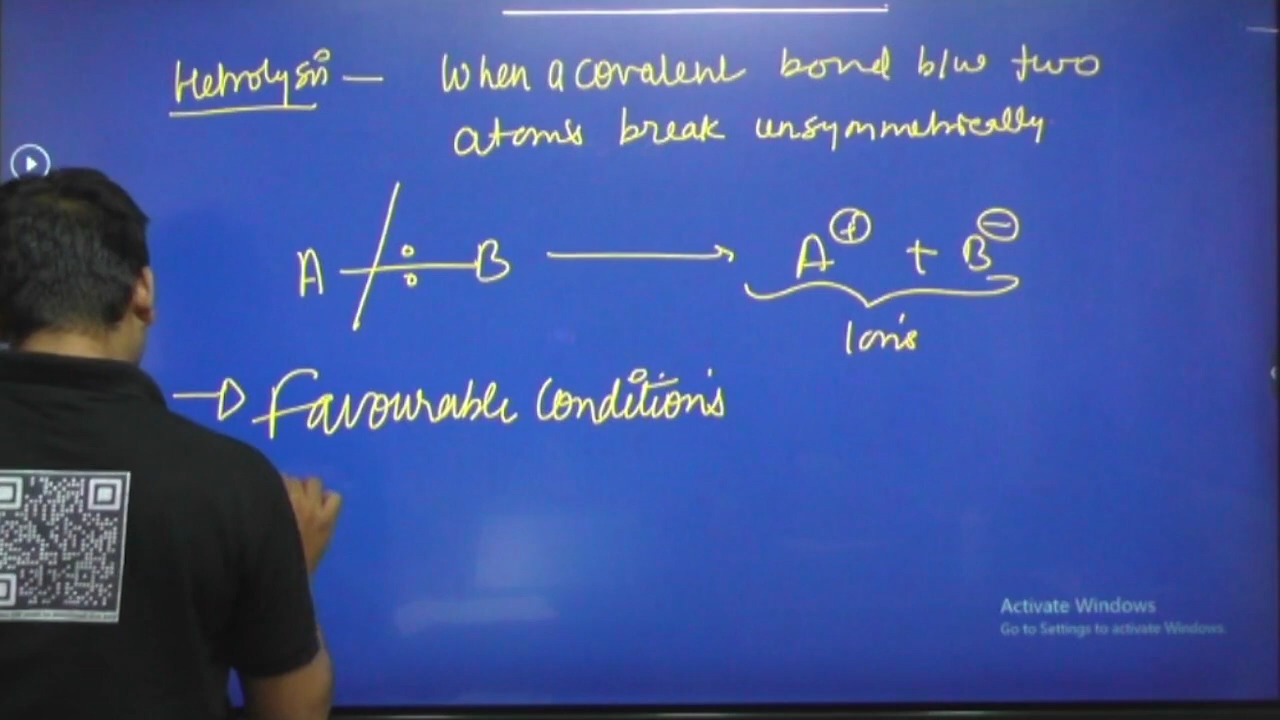 Hetrolysis — When a covalent bond b/w two
atoms break unsymmetrically
A : B → A⊕ + B⊖
Ions
→ Favourable Conditions
Activate Windows
Go to Settings to activate Windows.